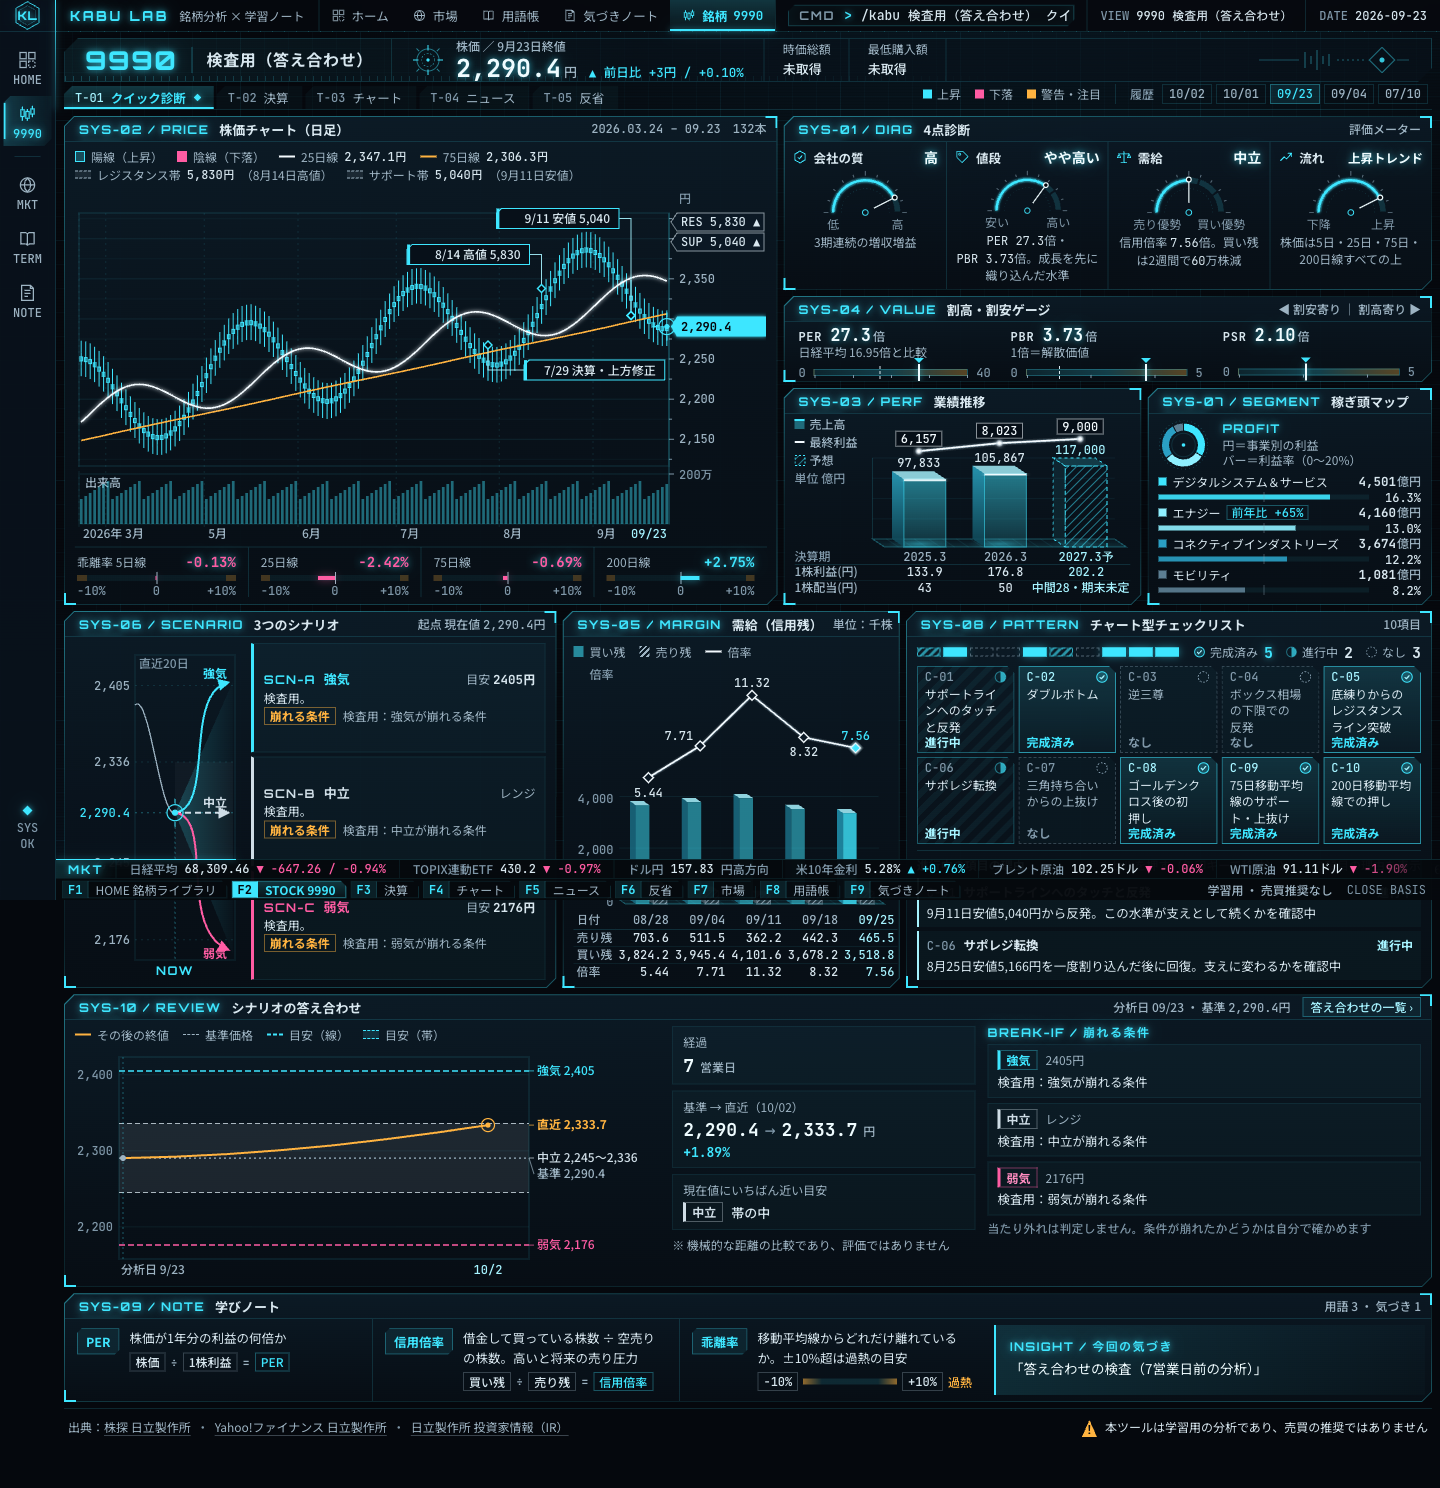 KL KABU LAB 銘柄分析 × 学習ノート ホーム 市場 用語帳 気づきノート 銘柄 9990 CMD > /kabu 検査用（答え合わせ） クイ VIEW 9990 検査用（答え合わせ） DATE 2026-09-23
HOME
9990
MKT
TERM
NOTE
SYS
OK
9990 検査用（答え合わせ）
株価 ／ 9月23日終値
2,290.4円 ▲ 前日比 +3円 / +0.10%
時価総額
未取得
最低購入額
未取得
T-01 クイック診断 ◆ T-02 決算 T-03 チャート T-04 ニュース T-05 反省
上昇 下落 警告・注目 履歴 10/02 10/01 09/23 09/04 07/10
SYS-02 / PRICE 株価チャート（日足） 2026.03.24 − 09.23 132本
陽線（上昇） 陰線（下落） 25日線 2,347.1円 75日線 2,306.3円
レジスタンス帯 5,830円 （8月14日高値） サポート帯 5,040円 （9月11日安値）
円
9/11 安値 5,040
8/14 高値 5,830
7/29 決算・上方修正
RES 5,830 ▲
SUP 5,040 ▲
2,350
2,290.4
2,250
2,200
2,150
200万
出来高
2026年 3月 5月 6月 7月 8月 9月 09/23
乖離率 5日線 -0.13%
-10% 0 +10%
25日線 -2.42%
-10% 0 +10%
75日線 -0.69%
-10% 0 +10%
200日線 +2.75%
-10% 0 +10%
SYS-01 / DIAG 4点診断 評価メーター
会社の質 高
低 高
3期連続の増収増益
値段 やや高い
安い 高い
PER 27.3倍・
PBR 3.73倍。成長を先に
織り込んだ水準
需給 中立
売り優勢 買い優勢
信用倍率 7.56倍。買い残
は2週間で60万株減
流れ 上昇トレンド
下降 上昇
株価は5日・25日・75日・
200日線すべての上
SYS-04 / VALUE 割高・割安ゲージ ◀ 割安寄り ｜ 割高寄り ▶
PER 27.3倍
日経平均 16.95倍と比較
0 40
PBR 3.73倍
1倍＝解散価値
0 5
PSR 2.10倍
0 5
SYS-03 / PERF 業績推移
売上高
最終利益
予想
単位 億円
6,157 8,023 9,000
97,833 105,867 117,000
決算期 2025.3 2026.3 2027.3予
1株利益(円) 133.9 176.8 202.2
1株配当(円) 43 50 中間28・期末未定
SYS-07 / SEGMENT 稼ぎ頭マップ
PROFIT
円＝事業別の利益
バー＝利益率（0〜20%）
デジタルシステム＆サービス 4,501億円
16.3%
エナジー 前年比 +65% 4,160億円
13.0%
コネクティブインダストリーズ 3,674億円
12.2%
モビリティ 1,081億円
8.2%
SYS-06 / SCENARIO 3つのシナリオ 起点 現在値 2,290.4円
直近20日
強気
2,405
2,336
中立
2,290.4
2,176
弱気
NOW
SCN-A 強気 目安 2405円
検査用。
崩れる条件 検査用：強気が崩れる条件
SCN-B 中立 レンジ
検査用。
崩れる条件 検査用：中立が崩れる条件
SCN-C 弱気 目安 2176円
検査用。
崩れる条件 検査用：弱気が崩れる条件
SYS-05 / MARGIN 需給（信用残） 単位：千株
買い残 売り残 倍率
倍率
11.32
7.71
8.32
7.56
5.44
4,000
2,000
0
日付 08/28 09/04 09/11 09/18 09/25
売り残 703.6 511.5 362.2 442.3 465.5
買い残 3,824.2 3,945.4 4,101.6 3,678.2 3,518.8
倍率 5.44 7.71 11.32 8.32 7.56
SYS-08 / PATTERN チャート型チェックリスト 10項目
完成済み 5 進行中 2 なし 3
C-01
サポートライ
ンへのタッチ
と反発
進行中
C-02
ダブルボトム
完成済み
C-03
逆三尊
なし
C-04
ボックス相場
の下限での
反発
なし
C-05
底練りからの
レジスタンス
ライン突破
完成済み
C-06
サポレジ転換
進行中
C-07
三角持ち合い
からの上抜け
なし
C-08
ゴールデンク
ロス後の初
押し
完成済み
C-09
75日移動平均
線のサポー
ト・上抜け
完成済み
C-10
200日移動平均
線での押し
完成済み
MKT 日経平均 68,309.46 ▼ -647.26 / -0.94% TOPIX連動ETF 430.2 ▼ -0.97% ドル円 157.83 円高方向 米10年金利 5.28% ▲ +0.76% ブレント原油 102.25ドル ▼ -0.06% WTI原油 91.11ドル ▼ -1.90%
F1 HOME 銘柄ライブラリ F2 STOCK 9990 F3 決算 F4 チャート F5 ニュース F6 反省 F7 市場 F8 用語帳 F9 気づきノート 学習用 ・ 売買推奨なし CLOSE BASIS
9月11日安値5,040円から反発。この水準が支えとして続くかを確認中
C-06 サポレジ転換 進行中
8月25日安値5,166円を一度割り込んだ後に回復。支えに変わるかを確認中
SYS-10 / REVIEW シナリオの答え合わせ 分析日 09/23 ・ 基準 2,290.4円 答え合わせの一覧 ›
その後の終値 基準価格 目安（線） 目安（帯）
2,400
2,300
2,200
強気 2,405
直近 2,333.7
中立 2,245〜2,336
基準 2,290.4
弱気 2,176
分析日 9/23 10/2
経過
7 営業日
基準 → 直近（10/02）
2,290.4 → 2,333.7 円
+1.89%
現在値にいちばん近い目安
中立 帯の中
※ 機械的な距離の比較であり、評価ではありません
BREAK-IF / 崩れる条件
強気 2405円
検査用：強気が崩れる条件
中立 レンジ
検査用：中立が崩れる条件
弱気 2176円
検査用：弱気が崩れる条件
当たり外れは判定しません。条件が崩れたかどうかは自分で確かめます
SYS-09 / NOTE 学びノート 用語 3 ・ 気づき 1
PER 株価が1年分の利益の何倍か
株価 ÷ 1株利益 = PER
信用倍率 借金して買っている株数 ÷ 空売り
の株数。高いと将来の売り圧力
買い残 ÷ 売り残 = 信用倍率
乖離率 移動平均線からどれだけ離れている
か。±10%超は過熱の目安
-10% +10% 過熱
INSIGHT / 今回の気づき
「答え合わせの検査（7営業日前の分析）」
出典：株探 日立製作所 ・ Yahoo!ファイナンス 日立製作所 ・ 日立製作所 投資家情報（IR）
本ツールは学習用の分析であり、売買の推奨ではありません